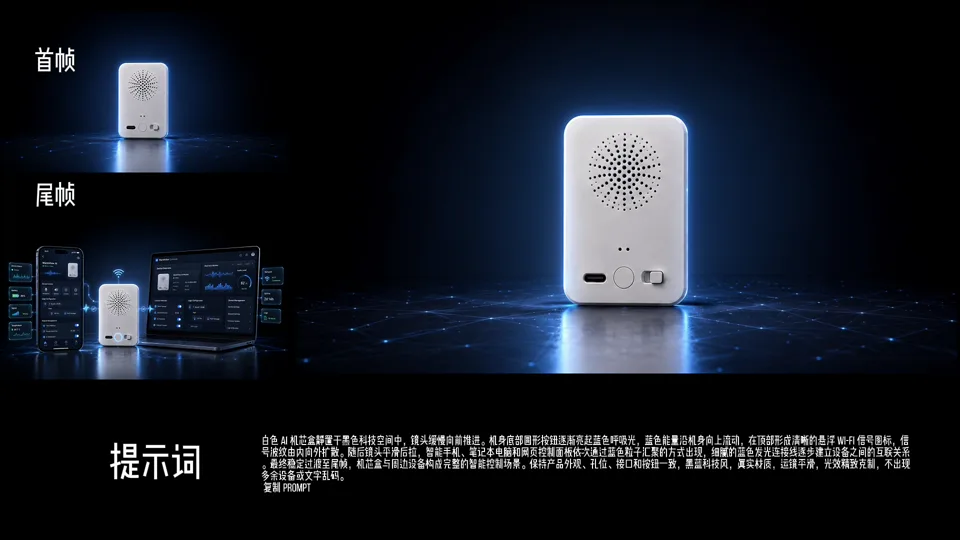 首帧
尾帧
提示词
白色 AI 机芯盒静置于黑色科技空间中，镜头缓慢向前推进。机身底部圆形按钮逐渐亮起蓝色呼吸光，蓝色能量沿机身向上流动，在顶部形成清晰的悬浮 WI-FI 信号图标，信
号波纹由内向外扩散。随后镜头平滑后拉，智能手机、笔记本电脑和网页控制面板依次通过蓝色粒子汇聚的方式出现，细腻的蓝色发光连接线逐步建立设备之间的互联关系
。最终稳定过渡至尾帧，机芯盒与周边设备构成完整的智能控制场景。保持产品外观、孔位、接口和按钮一致，黑蓝科技风，真实材质，运镜平滑，光效精致克制，不出现
多余设备或文字乱码。
复制 PROMPT